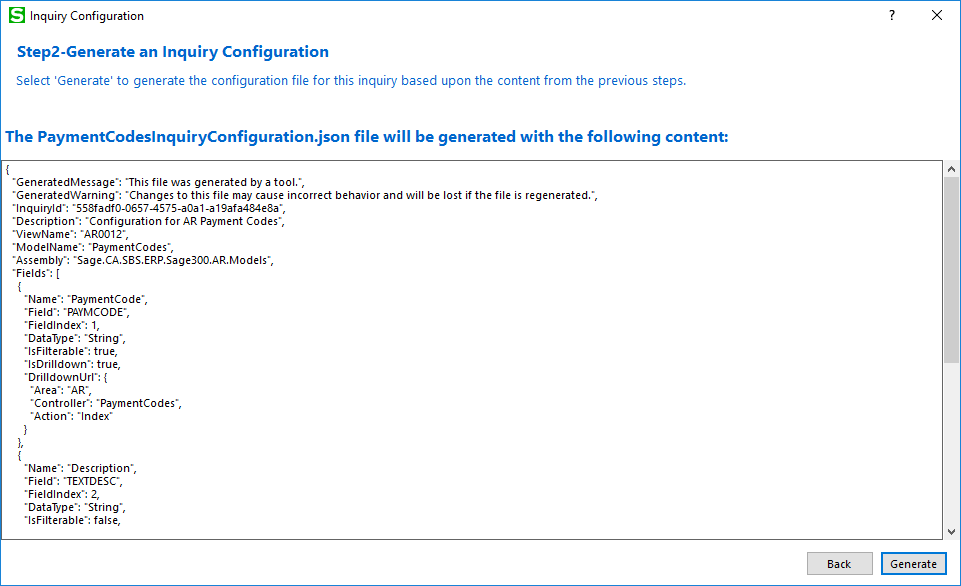 S Inquiry Configuration ?
Step2-Generate an Inquiry Configuration
Select 'Generate' to generate the configuration file for this inquiry based upon the content from the previous steps.
The PaymentCodesInquiryConfiguration.json file will be generated with the following content:
{
"GeneratedMessage": "This file was generated by a tool.",
"GeneratedWarning": "Changes to this file may cause incorrect behavior and will be lost if the file is regenerated.",
"InquiryId": "558fadf0-0657-4575-a0a1-a19afa484e8a",
"Description": "Configuration for AR Payment Codes",
"ViewName": "AR0012",
"ModelName": "PaymentCodes",
"Assembly": "Sage.CA.SBS.ERP.Sage300.AR.Models",
"Fields": [
{
"Name": "PaymentCode",
"Field": "PAYMCODE",
"FieldIndex": 1,
"DataType": "String",
"IsFilterable": true,
"IsDrilldown": true,
"DrilldownUrl": {
"Area": "AR",
"Controller": "PaymentCodes",
"Action": "Index"
}
},
{
"Name": "Description",
"Field": "TEXTDESC",
"FieldIndex": 2,
"DataType": "String",
"IsFilterable": false,
Back Generate